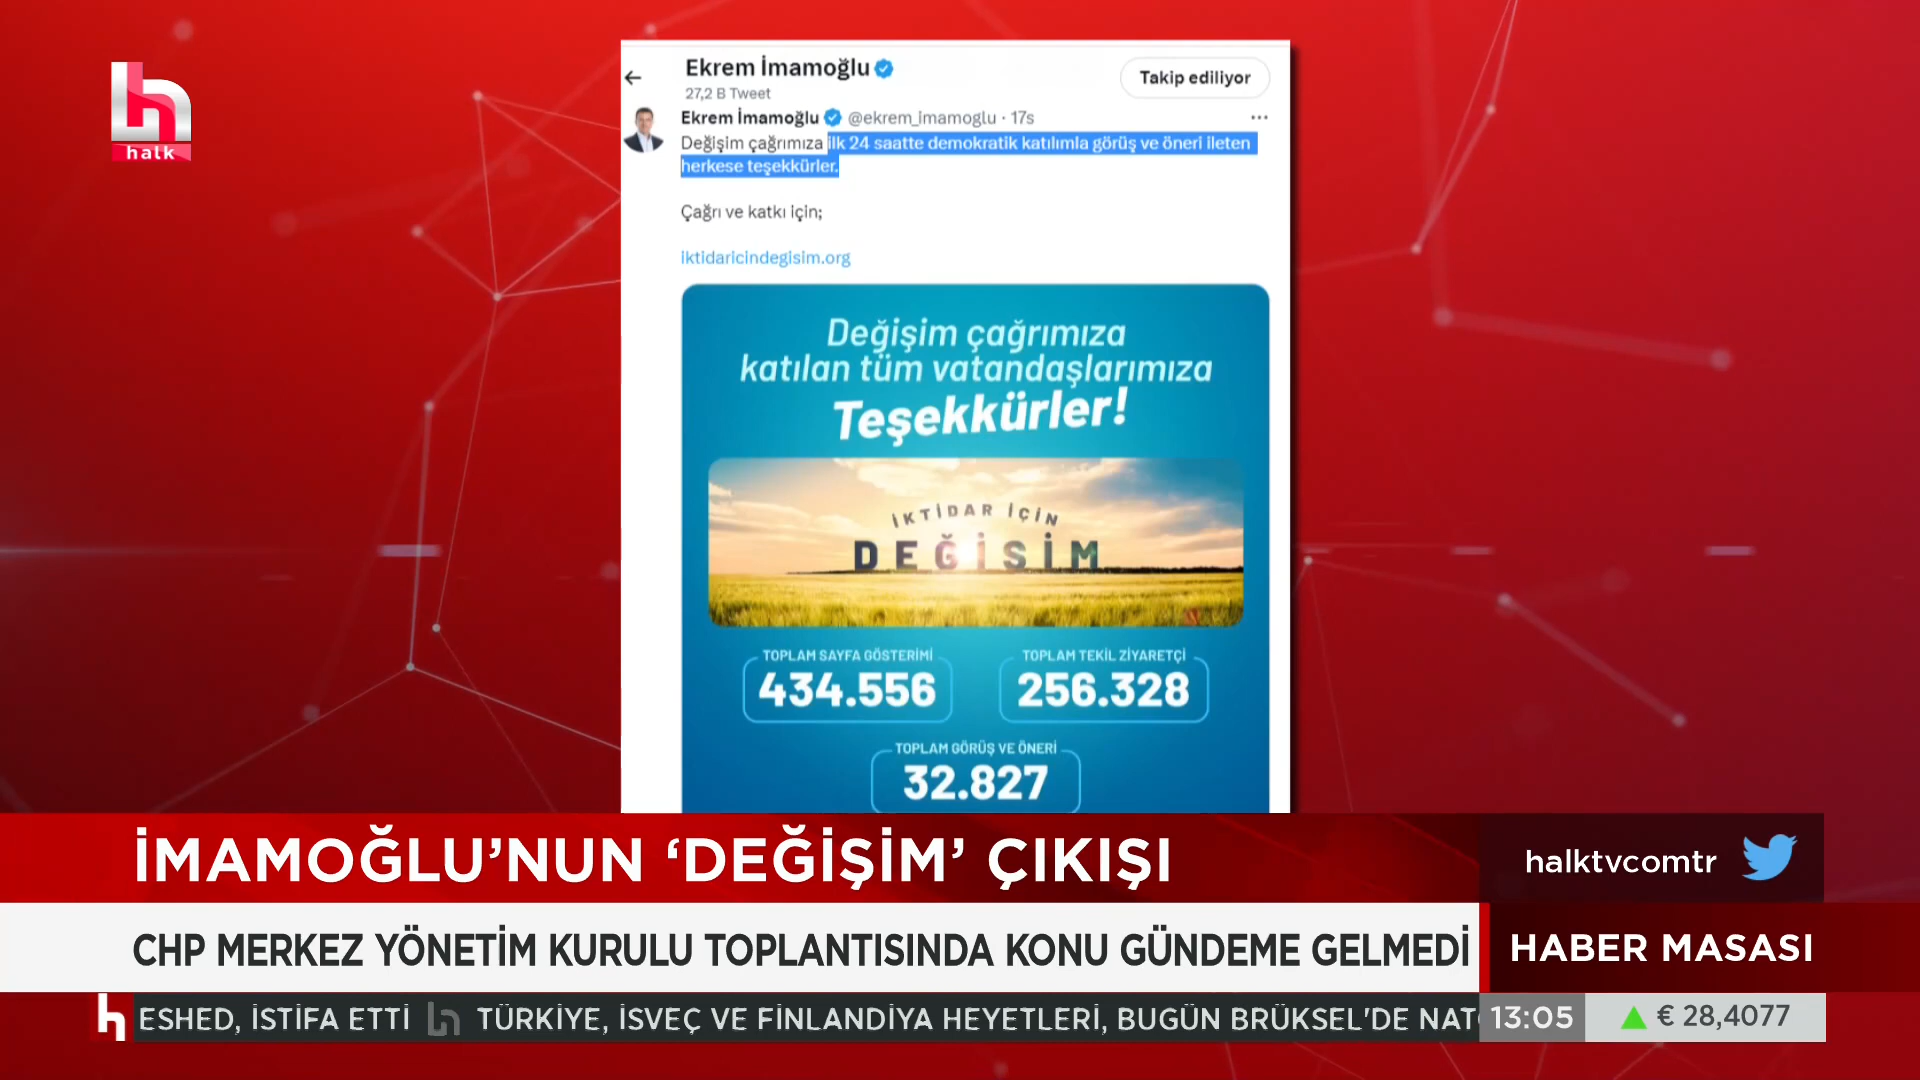 halk
Ekrem İmamoğlu
27,2 B Tweet
Takip ediliyor
Ekrem İmamoğlu @ekrem_imamoglu · 17s
Değişim çağrımıza ilk 24 saatte demokratik katılımla görüş ve öneri ileten
herkese teşekkürler.
Çağrı ve katkı için;
iktidaricindegisim.org
Değişim çağrımıza
katılan tüm vatandaşlarımıza
Teşekkürler!
İKTİDAR İÇİN
DEĞİŞİM
TOPLAM SAYFA GÖSTERİMİ
434.556
TOPLAM TEKİL ZİYARETÇİ
256.328
TOPLAM GÖRÜŞ VE ÖNERİ
32.827
İMAMOĞLU’NUN ‘DEĞİŞİM’ ÇIKIŞI
halktvcomtr
CHP MERKEZ YÖNETİM KURULU TOPLANTISINDA KONU GÜNDEME GELMEDİ
HABER MASASI
ESHED, İSTİFA ETTİ
TÜRKİYE, İSVEÇ VE FİNLANDİYA HEYETLERİ, BUGÜN BRÜKSEL'DE NAT
13:05
€ 28,4077